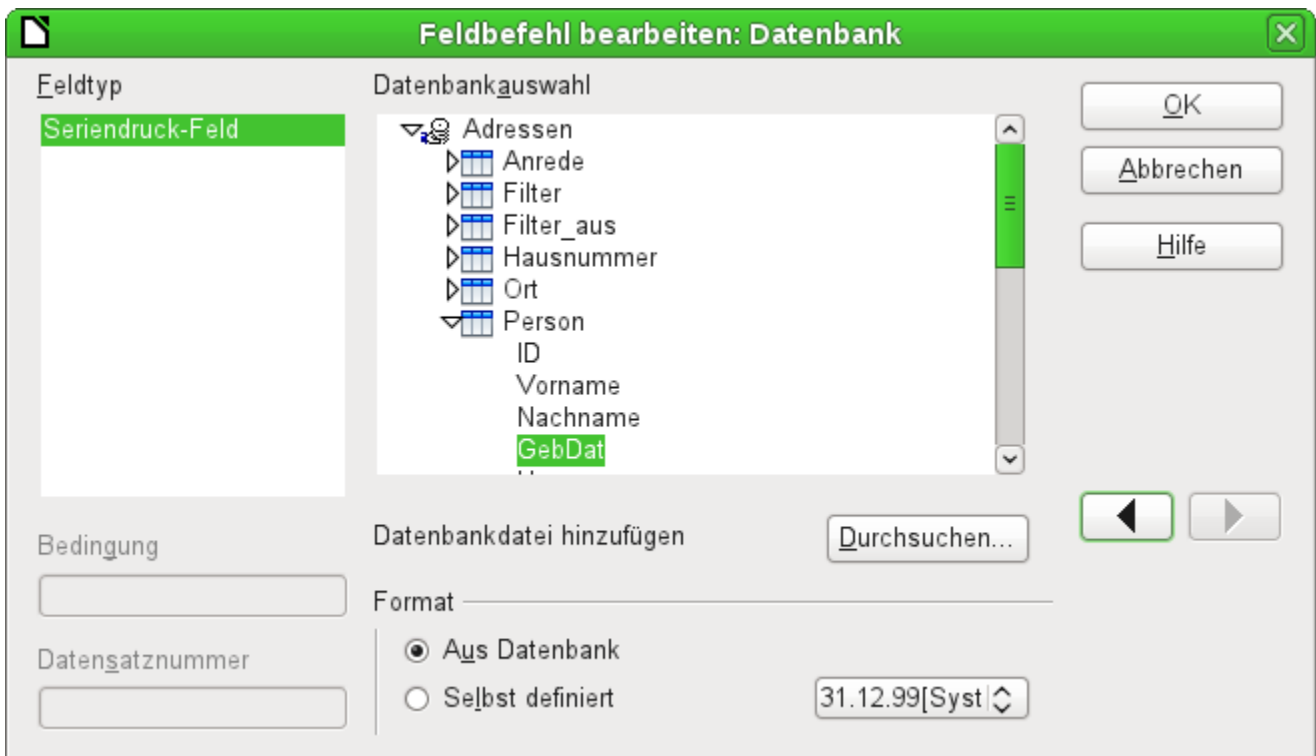 Feldbefehl bearbeiten: Datenbank
Feldtyp
Seriendruck-Feld
Datenbankauswahl
Adressen
Anrede
Filter
Filter_aus
Hausnummer
Ort
Person
ID
Vorname
Nachname
GebDat
OK
Abbrechen
Hilfe
Bedingung
Datensatznummer
Datenbankdatei hinzufügen
Durchsuchen...
Format
Aus Datenbank
Selbst definiert
31.12.99[Syst